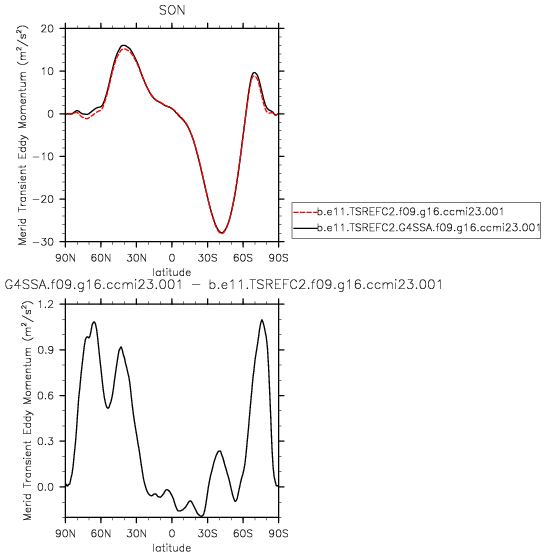 SON
Merid Transient Eddy Momentum (m²/s²)
20
10
0
−10
−20
−30
90N 60N 30N 0 30S 60S 90S
latitude
b.e11.TSREFC2.f09.g16.ccmi23.001
b.e11.TSREFC2.G4SSA.f09.g16.ccmi23.001
G4SSA.f09.g16.ccmi23.001 − b.e11.TSREFC2.f09.g16.ccmi23.001
Merid Transient Eddy Momentum (m²/s²)
1.2
0.9
0.6
0.3
0.0
90N 60N 30N 0 30S 60S 90S
latitude